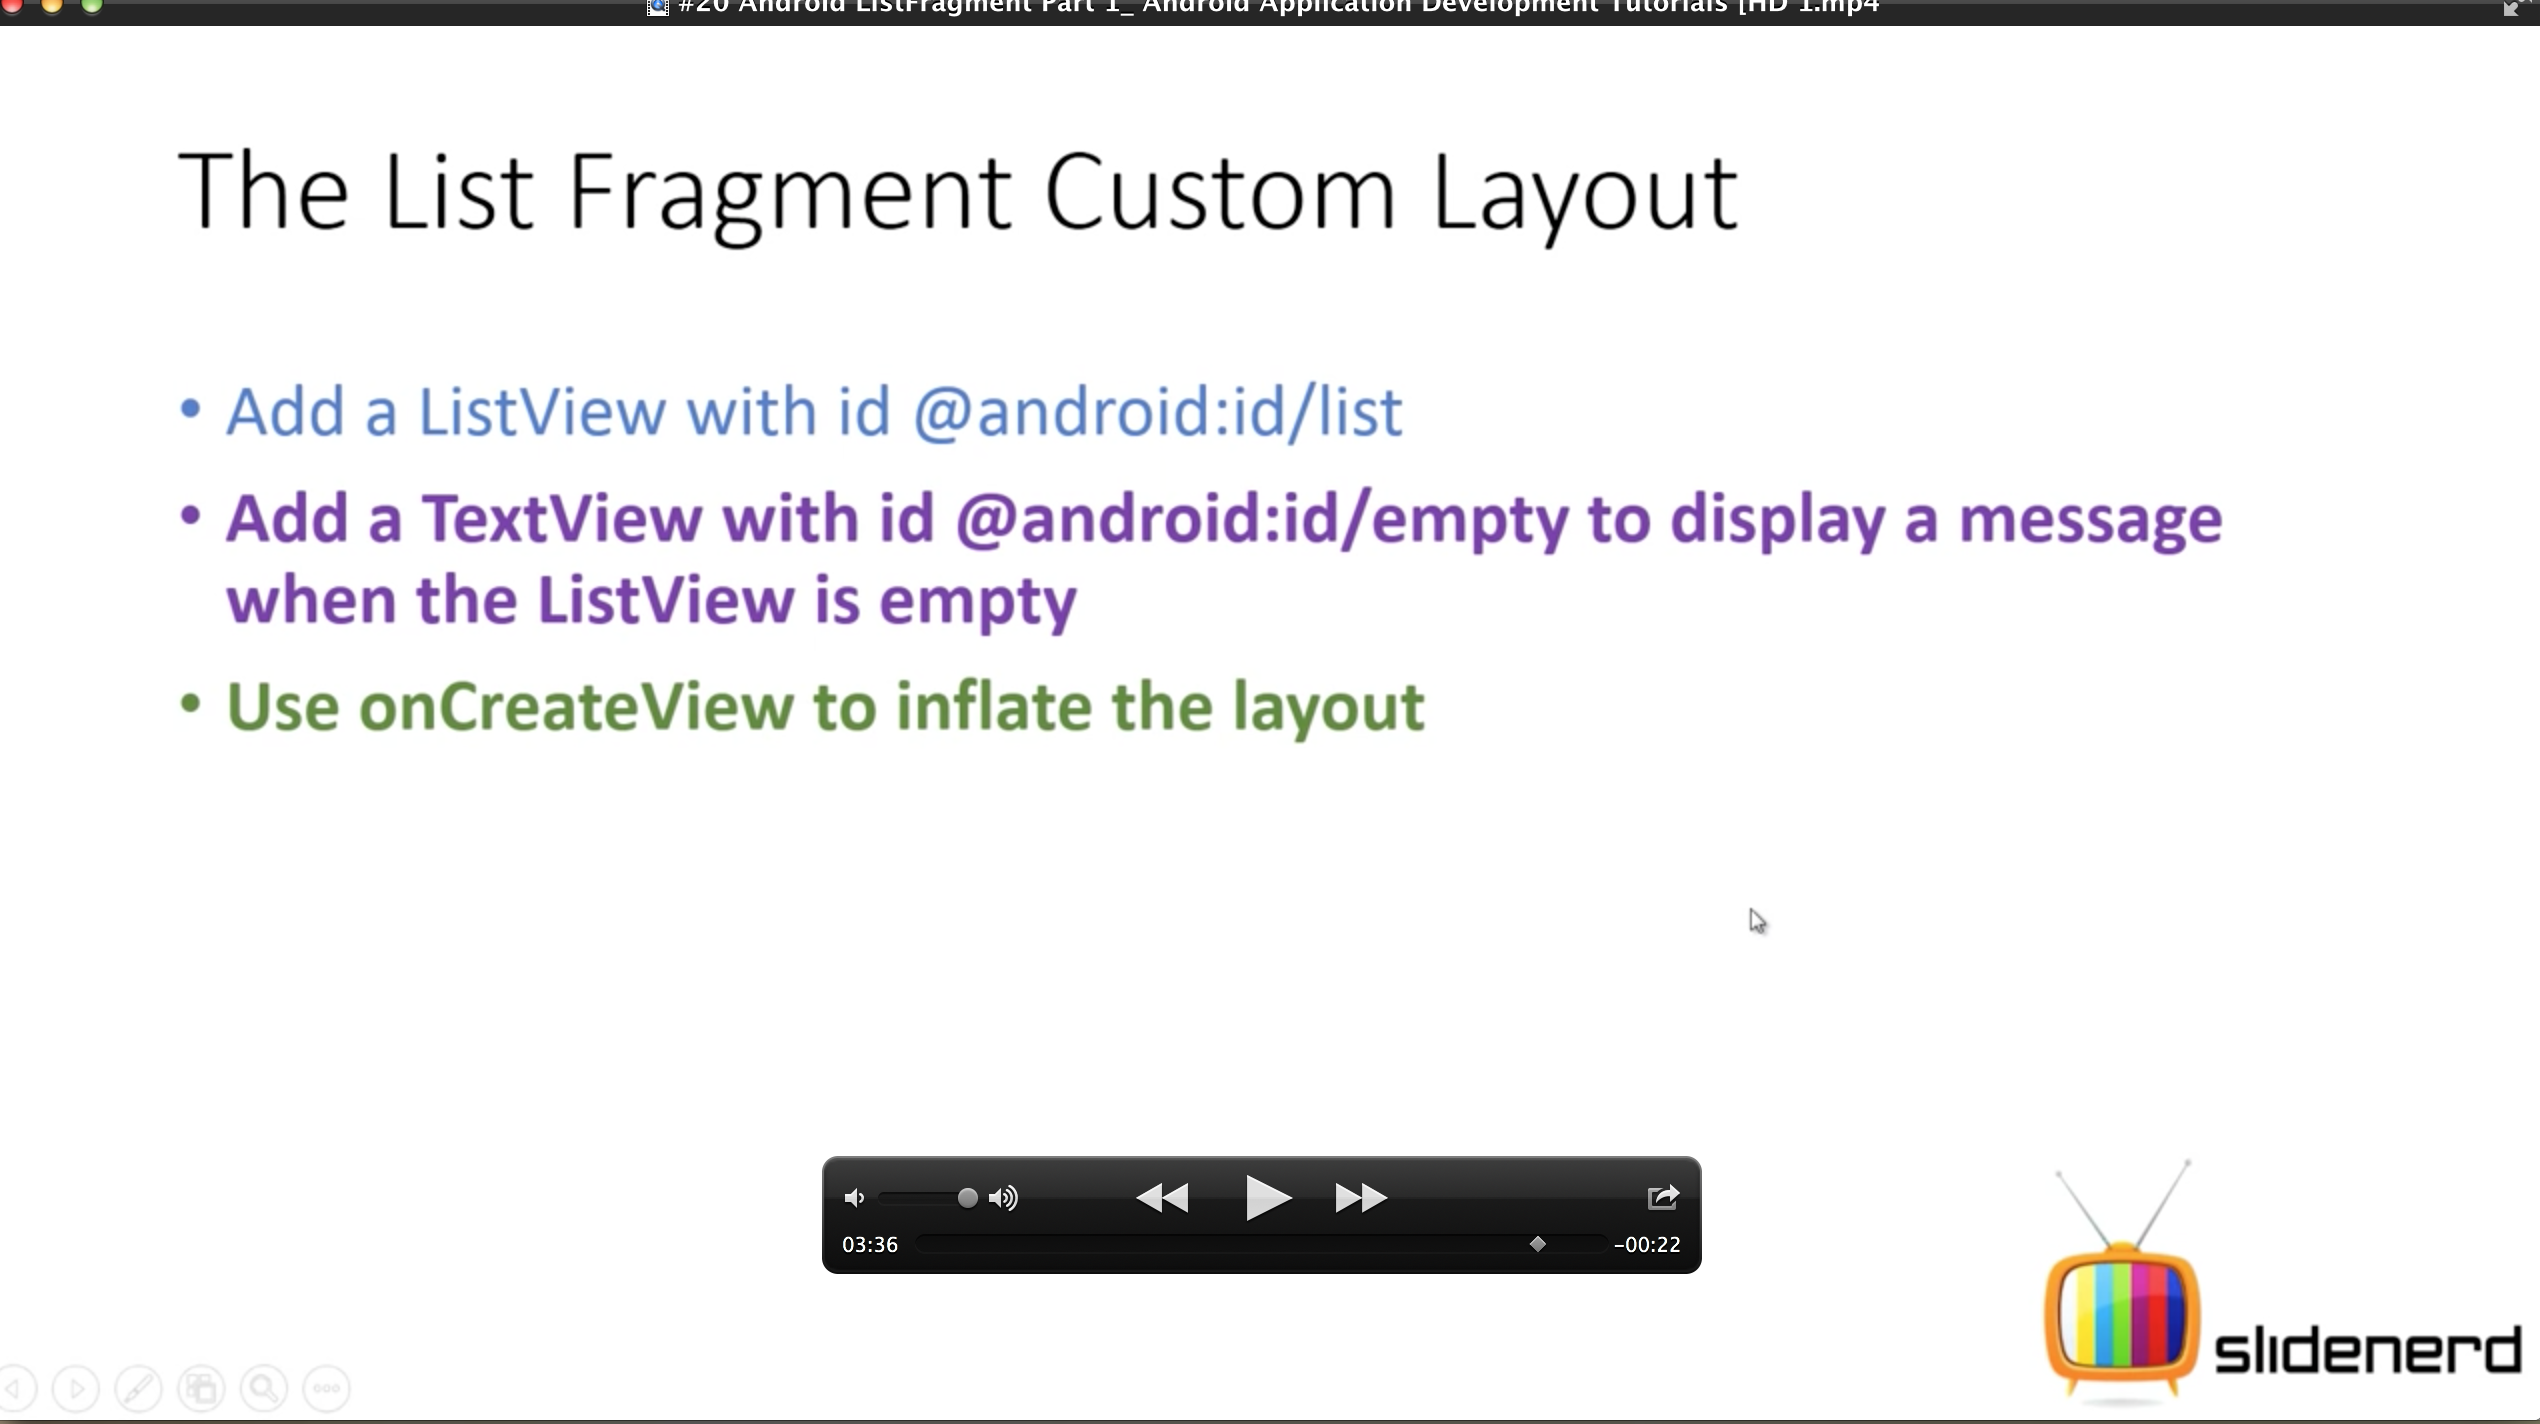 #20 Android ListFragment Part 1_ Android Application Development Tutorials [HD 1.mp4
The List Fragment Custom Layout
• Add a ListView with id @android:id/list
• Add a TextView with id @android:id/empty to display a message
when the ListView is empty
• Use onCreateView to inflate the layout
03:36
-00:22
slidenerd